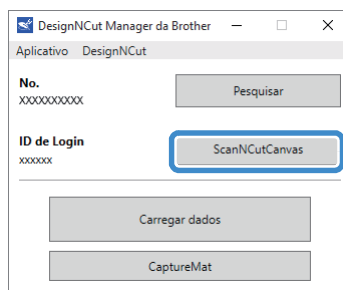 DesignNCut Manager da Brother
Aplicativo DesignNCut
No.
XXXXXXXXXX
Pesquisar
ID de Login
xxxxxx
ScanNCutCanvas
Carregar dados
CaptureMat